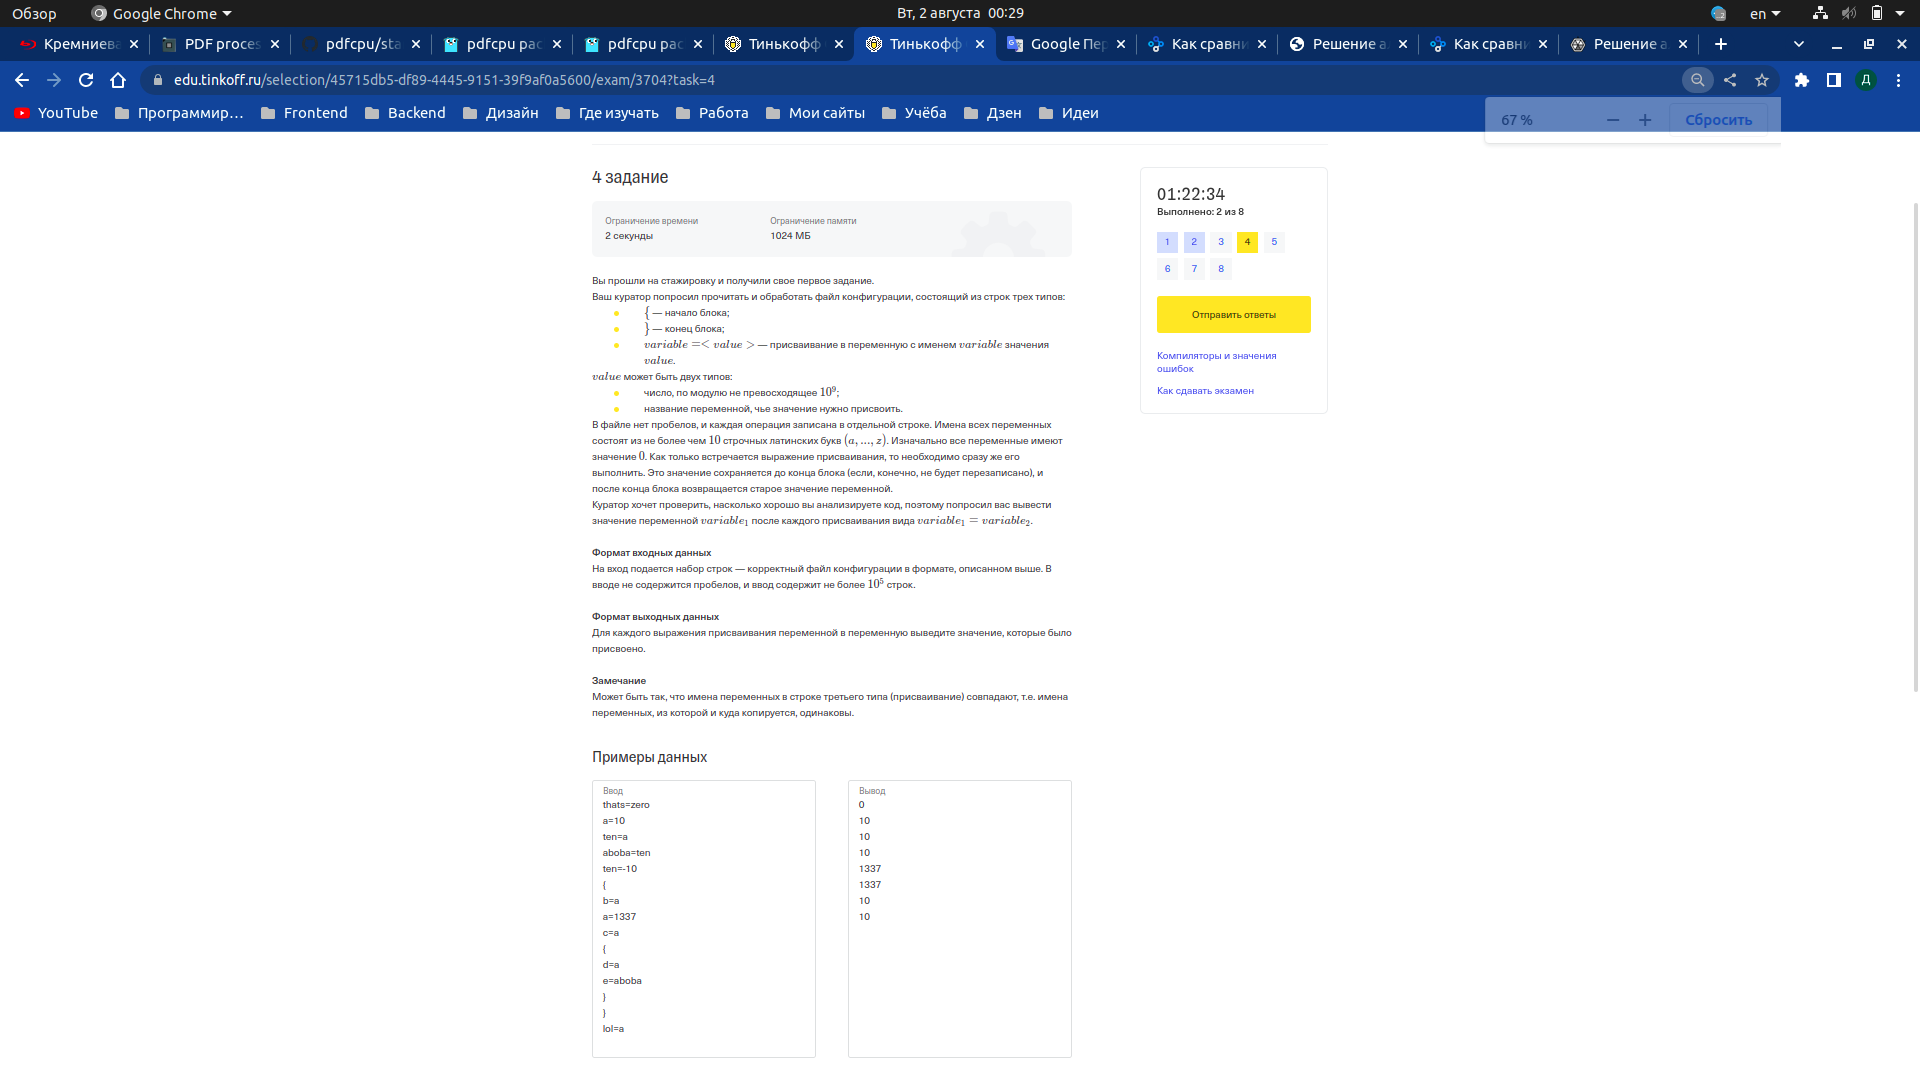 Обзор
Google Chrome
Вт, 2 августа 00:29
en
Кремниева
PDF proces
pdfcpu/sta
pdfcpu pac
pdfcpu pac
Тинькофф
Тинькофф
Google Пер
Как сравни
Решение а
Как сравни
Решение а
edu.tinkoff.ru/selection/45715db5-df89-4445-9151-39f9af0a5600/exam/3704?task=4
Д
YouTube
Программир...
Frontend
Backend
Дизайн
Где изучать
Работа
Мои сайты
Учёба
Дзен
Идеи
67 %
Сбросить
4 задание
Ограничение времени
2 секунды
Ограничение памяти
1024 МБ
Вы прошли на стажировку и получили свое первое задание.
Ваш куратор попросил прочитать и обработать файл конфигурации, состоящий из строк трех типов:
{ — начало блока;
} — конец блока;
variable =< value > — присваивание в переменную с именем variable значения
value.
value может быть двух типов:
число, по модулю не превосходящее 10⁹;
название переменной, чье значение нужно присвоить.
В файле нет пробелов, и каждая операция записана в отдельной строке. Имена всех переменных
состоят из не более чем 10 строчных латинских букв (a, ..., z). Изначально все переменные имеют
значение 0. Как только встречается выражение присваивания, то необходимо сразу же его
выполнить. Это значение сохраняется до конца блока (если, конечно, не будет перезаписано), и
после конца блока возвращается старое значение переменной.
Куратор хочет проверить, насколько хорошо вы анализируете код, поэтому попросил вас вывести
значение переменной variable₁ после каждого присваивания вида variable₁ = variable₂.
Формат входных данных
На вход подается набор строк — корректный файл конфигурации в формате, описанном выше. В
вводе не содержится пробелов, и ввод содержит не более 10⁵ строк.
Формат выходных данных
Для каждого выражения присваивания переменной в переменную выведите значение, которые было
присвоено.
Замечание
Может быть так, что имена переменных в строке третьего типа (присваивание) совпадают, т.е. имена
переменных, из которой и куда копируется, одинаковы.
Примеры данных
Ввод
thats=zero
a=10
ten=a
aboba=ten
ten=-10
{
b=a
a=1337
c=a
{
d=a
e=aboba
}
}
lol=a
Вывод
0
10
10
10
1337
1337
10
10
01:22:34
Выполнено: 2 из 8
1 2 3 4 5
6 7 8
Отправить ответы
Компиляторы и значения
ошибок
Как сдавать экзамен